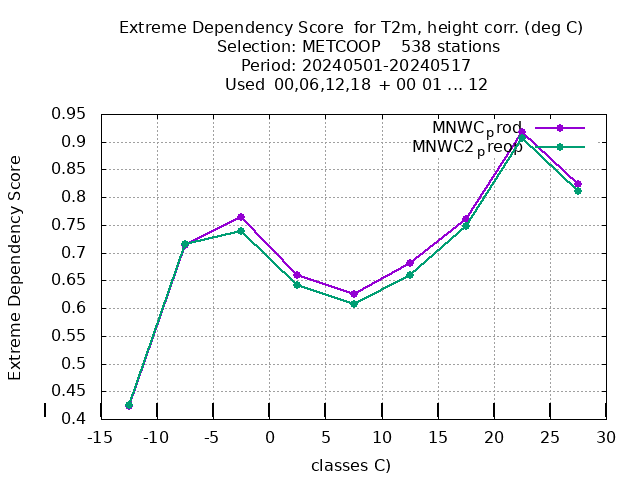 Extreme Dependency Score  for T2m, height corr. (deg C)
Selection: METCOOP    538 stations
Period: 20240501-20240517
Used  00,06,12,18 + 00 01 ... 12
MNWCprod
MNWC2preop
Extreme Dependency Score
0.95
0.9
0.85
0.8
0.75
0.7
0.65
0.6
0.55
0.5
0.45
0.4
-15 -10 -5 0 5 10 15 20 25 30
classes C)